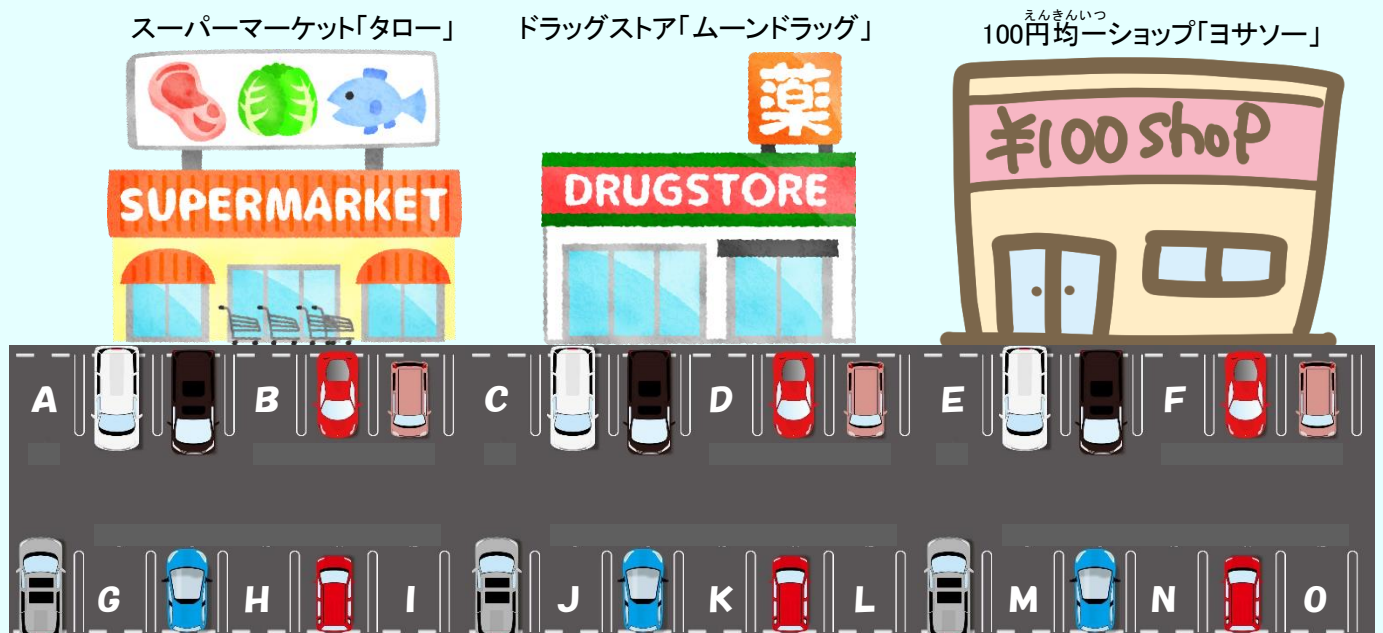 スーパーマーケット「タロー」
ドラッグストア「ムーンドラッグ」
えんきんいつ
100円均一ショップ「ヨサソー」
薬
SUPERMARKET
DRUGSTORE
¥100 shop
A B C D E F
G H I J K L M N O